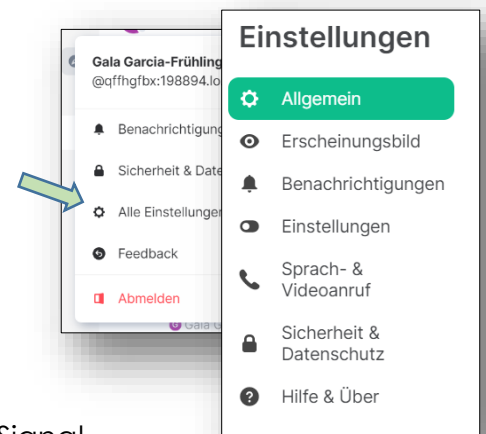 Gala Garcia-Frühling
@qffhgfbx:198894.lo
Benachrichtigung
Sicherheit & Date
Alle Einstellungen
Feedback
Abmelden
Einstellungen
Allgemein
Erscheinungsbild
Benachrichtigungen
Einstellungen
Sprach- &
Videoanruf
Sicherheit &
Datenschutz
Hilfe & Über
Signal